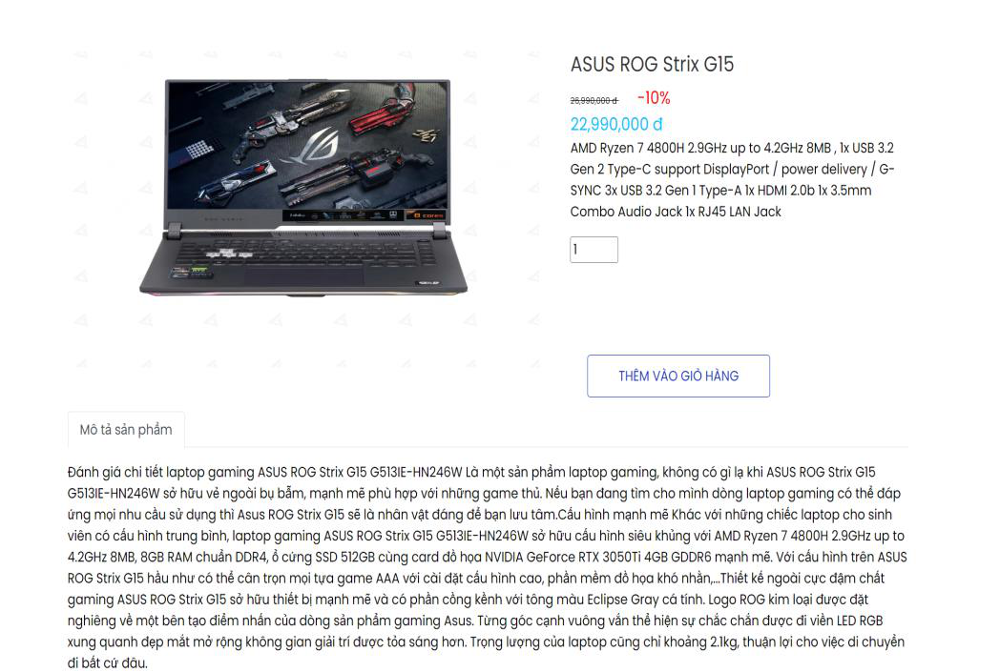 ASUS ROG Strix G15
26,990,000 đ -10%
22,990,000 đ
AMD Ryzen 7 4800H 2.9GHz up to 4.2GHz 8MB , 1x USB 3.2
Gen 2 Type-C support DisplayPort / power delivery / G-
SYNC 3x USB 3.2 Gen 1 Type-A 1x HMDI 2.0b 1x 3.5mm
Combo Audio Jack 1x RJ45 LAN Jack
1
8 cores
THÊM VÀO GIỎ HÀNG
Mô tả sản phẩm
Đánh giá chi tiết laptop gaming ASUS ROG Strix G15 G513IE-HN246W Là một sản phẩm laptop gaming, không có gì lạ khi ASUS ROG Strix G15
G513IE-HN246W sở hữu vẻ ngoài bụ bẫm, mạnh mẽ phù hợp với những game thủ. Nếu bạn đang tìm cho mình dòng laptop gaming có thể đáp
ứng mọi nhu cầu sử dụng thì Asus ROG Strix G15 sẽ là nhân vật đáng để bạn lưu tâm.Cấu hình mạnh mẽ Khác với những chiếc laptop cho sinh
viên có cấu hình trung bình, laptop gaming ASUS ROG Strix G15 G513IE-HN246W sở hữu cấu hình siêu khủng với AMD Ryzen 7 4800H 2.9GHz up to
4.2GHz 8MB, 8GB RAM chuẩn DDR4, ổ cứng SSD 512GB cùng card đồ họa NVIDIA GeForce RTX 3050Ti 4GB GDDR6 mạnh mẽ. Với cấu hình trên ASUS
ROG Strix G15 hầu như có thể cân trọn mọi tựa game AAA với cài đặt cấu hình cao, phần mềm đồ họa khó nhằn,...Thiết kế ngoài cực đậm chất
gaming ASUS ROG Strix G15 sở hữu thiết bị mạnh mẽ và có phần cồng kềnh với tông màu Eclipse Gray cá tính. Logo ROG kim loại được đặt
nghiêng về một bên tạo điểm nhấn của dòng sản phẩm gaming Asus. Từng góc cạnh vuông vắn thể hiện sự chắc chắn được đi viền LED RGB
xung quanh đẹp mắt mở rộng không gian giải trí được tỏa sáng hơn. Trọng lượng của laptop cũng chỉ khoảng 2.1kg, thuận lợi cho việc di chuyển
đi bất cứ đâu.